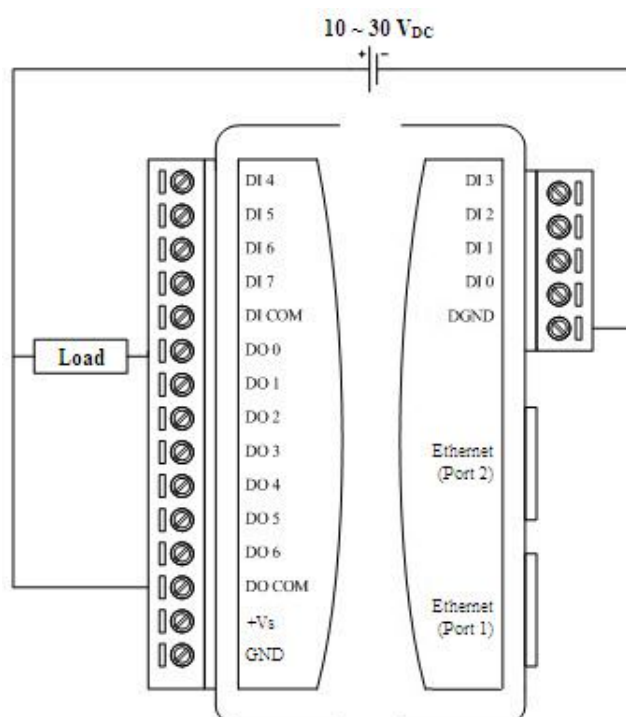 10 ~ 30 VDC
+ −
DI 4
DI 5
DI 6
DI 7
DI COM
DO 0
DO 1
DO 2
DO 3
DO 4
DO 5
DO 6
DO COM
+Vs
GND
Load
DI 3
DI 2
DI 1
DI 0
DGND
Ethernet
(Port 2)
Ethernet
(Port 1)